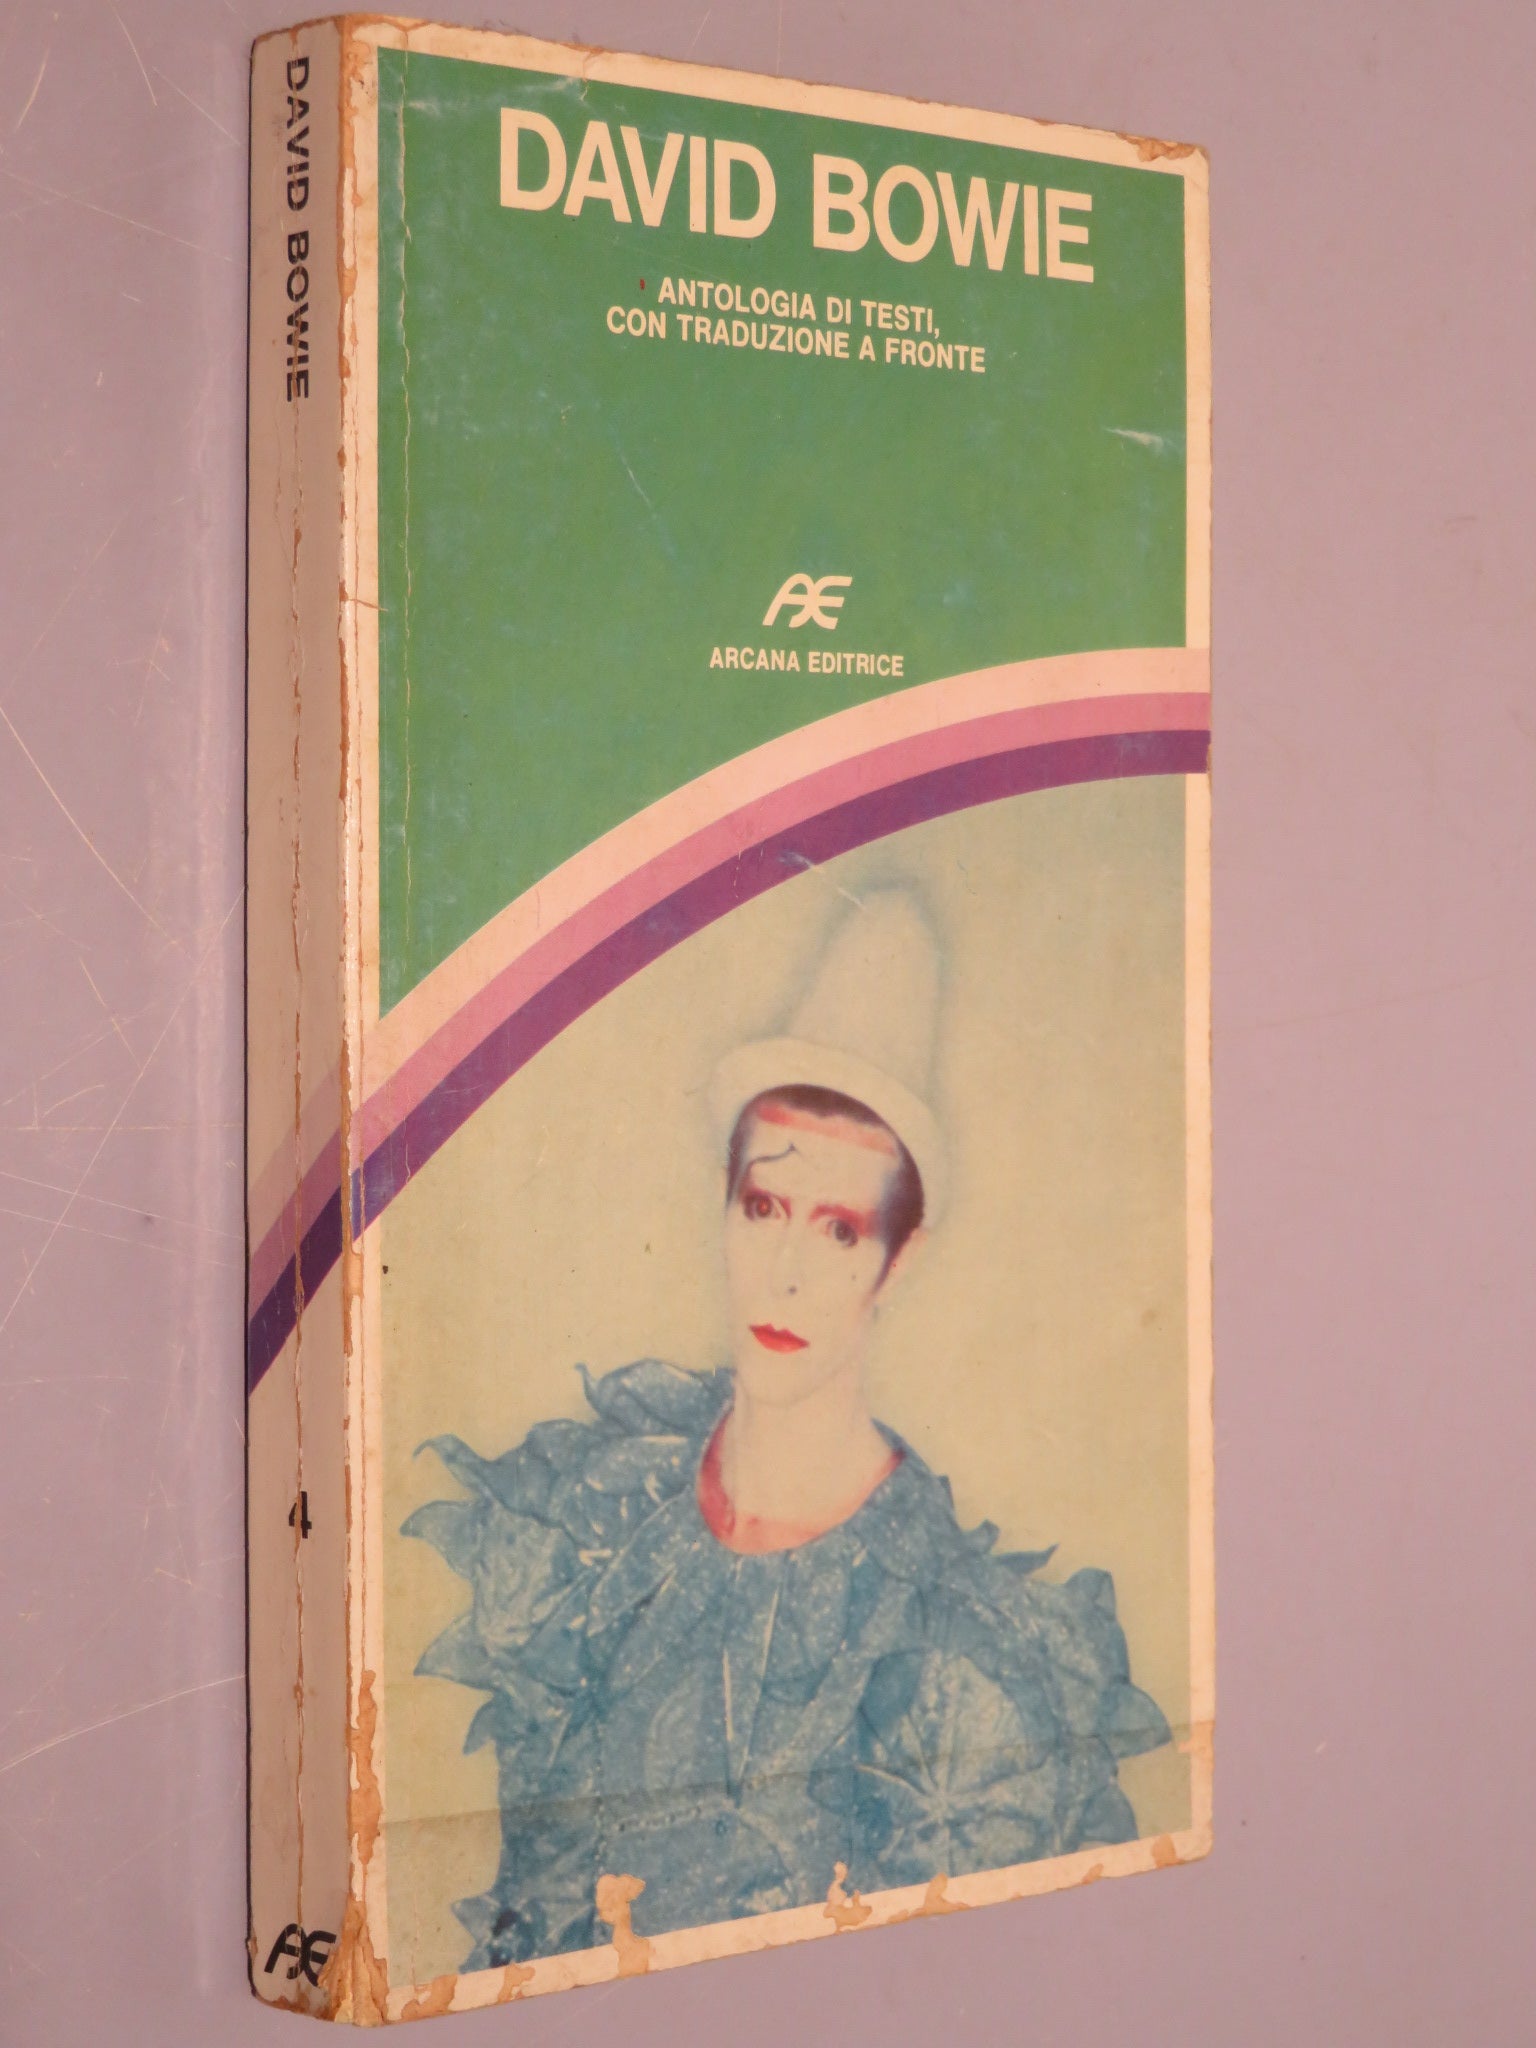 DAVID BOWIE
ANTOLOGIA DI TESTI,
CON TRADUZIONE A FRONTE
AE
ARCANA EDITRICE
DAVID BOWIE
4
AE